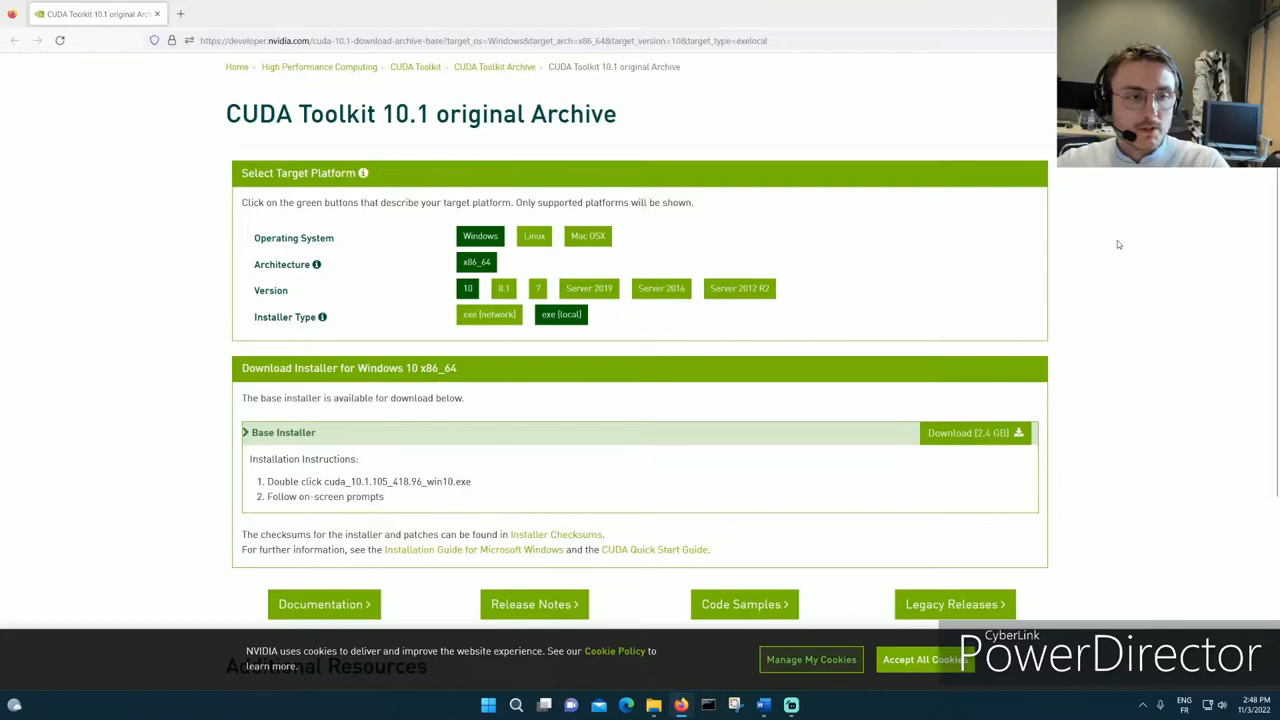 CUDA Toolkit 10.1 original Arc
https://developer.nvidia.com/cuda-10.1-download-archive-base?target_os=Windows&target_arch=x86_64&target_version=10&target_type=exelocal
Home > High Performance Computing > CUDA Toolkit > CUDA Toolkit Archive > CUDA Toolkit 10.1 original Archive
CUDA Toolkit 10.1 original Archive
Select Target Platform
Click on the green buttons that describe your target platform. Only supported platforms will be shown.
Operating System Windows Linux Mac OSX
Architecture x86_64
Version 10 8.1 7 Server 2019 Server 2016 Server 2012 R2
Installer Type exe [network] exe [local]
Download Installer for Windows 10 x86_64
The base installer is available for download below.
Base Installer Download (2.4 GB)
Installation Instructions:
1. Double click cuda_10.1.105_418.96_win10.exe
2. Follow on-screen prompts
The checksums for the installer and patches can be found in Installer Checksums.
For further information, see the Installation Guide for Microsoft Windows and the CUDA Quick Start Guide.
Documentation > Release Notes > Code Samples > Legacy Releases >
NVIDIA uses cookies to deliver and improve the website experience. See our Cookie Policy to
learn more.
Manage My Cookies Accept All Cookies
Additional Resources
CyberLink
PowerDirector
ENG
FR
2:48 PM
11/3/2022